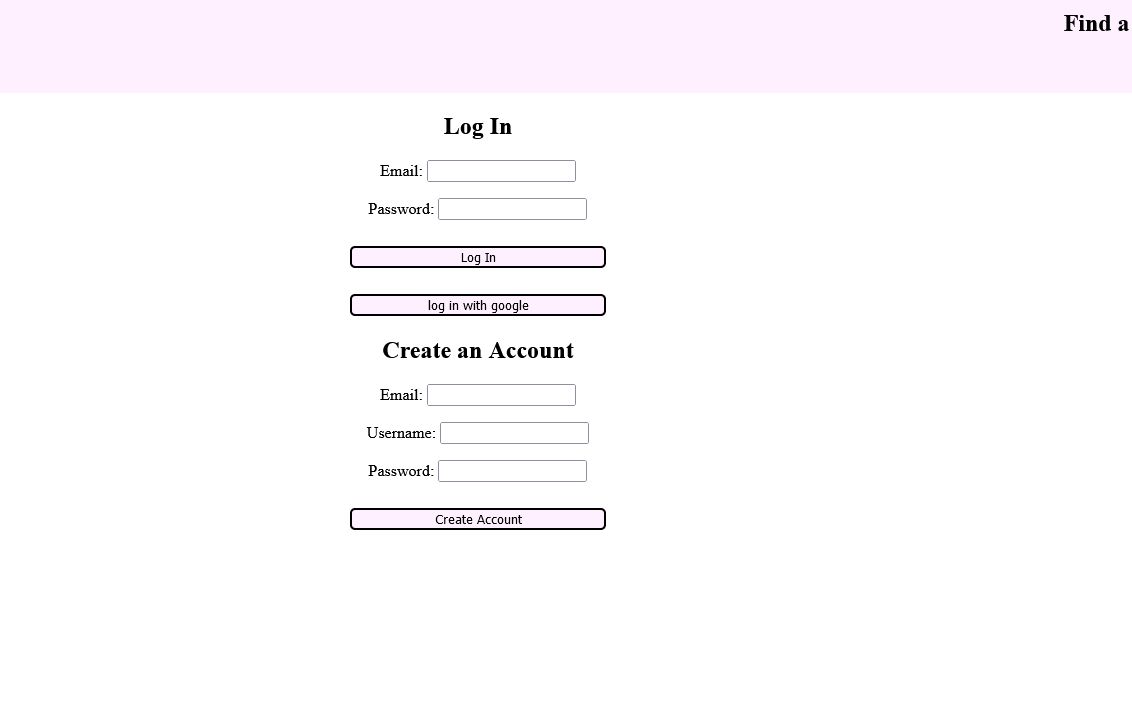 Find a
Log In
Email:
Password:
Log In
log in with google
Create an Account
Email:
Username:
Password:
Create Account